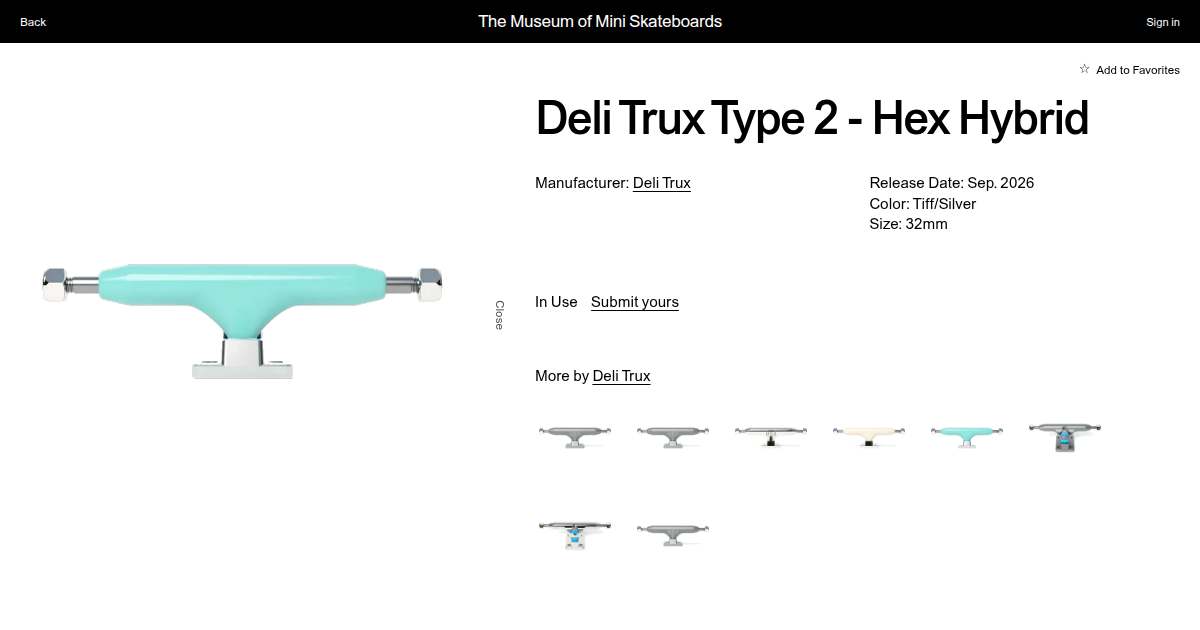 Back
The Museum of Mini Skateboards
Sign in
☆ Add to Favorites
Deli Trux Type 2 - Hex Hybrid
Manufacturer: Deli Trux
Release Date: Sep. 2026
Color: Tiff/Silver
Size: 32mm
Close
In Use Submit yours
More by Deli Trux